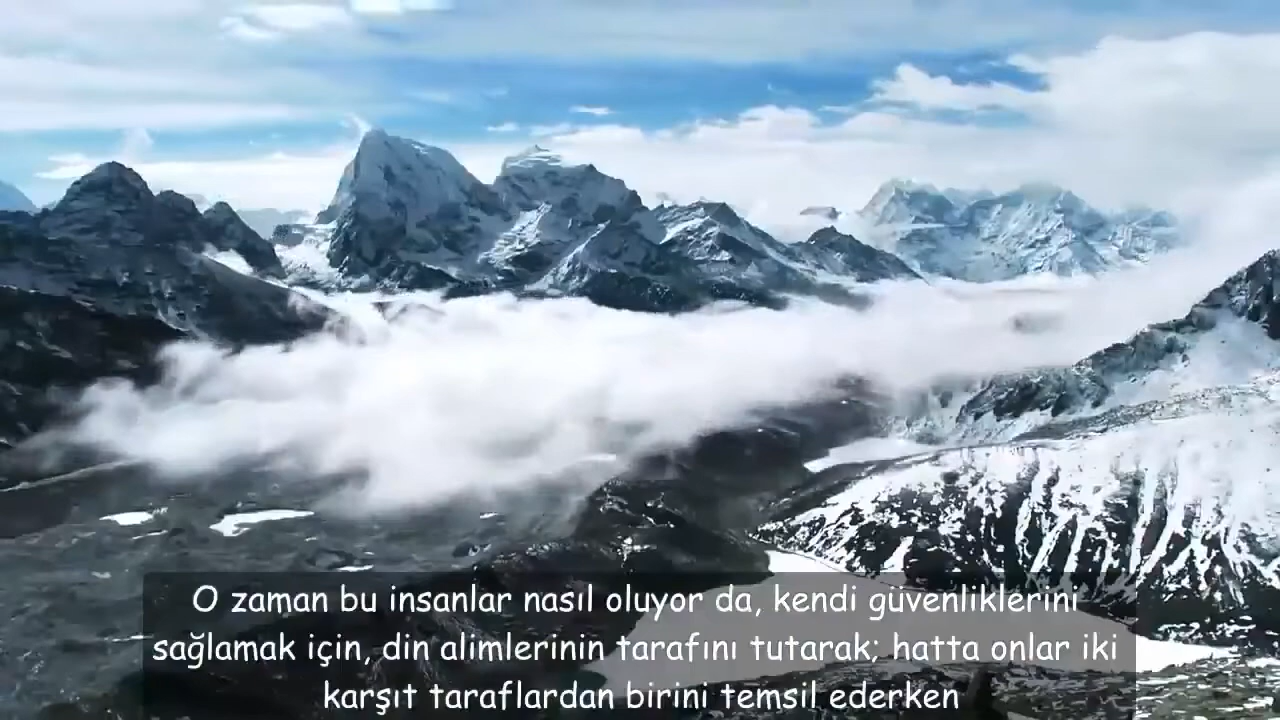 O zaman bu insanlar nasıl oluyor da, kendi güvenliklerini
sağlamak için, din alimlerinin tarafını tutarak; hatta onlar iki
karşıt taraflardan birini temsil ederken